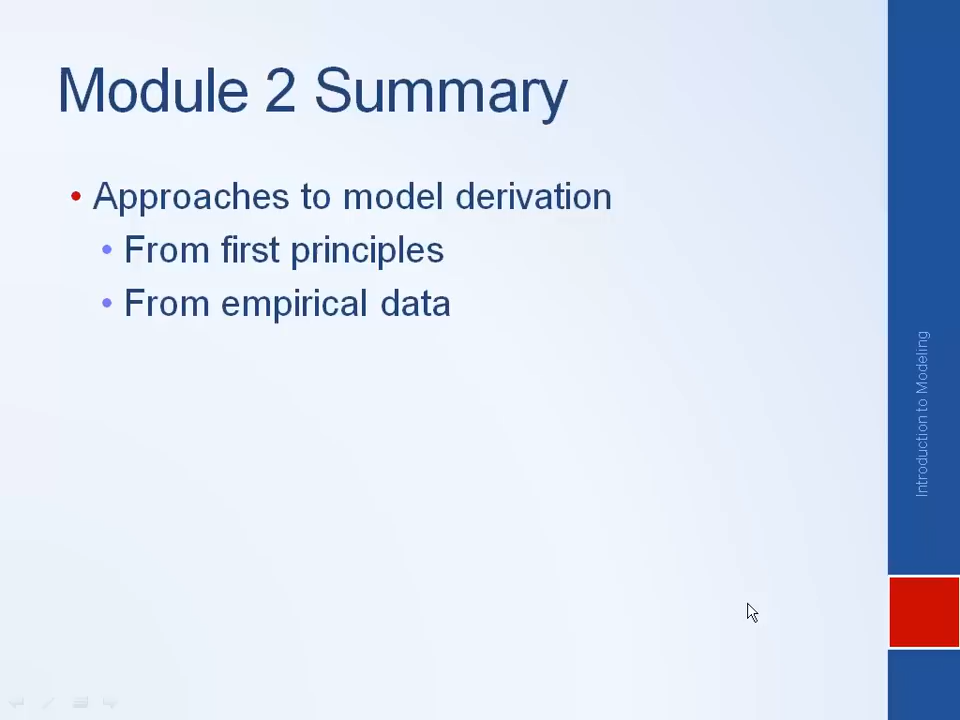 Module 2 Summary
• Approaches to model derivation
• From first principles
• From empirical data
Introduction to Modeling